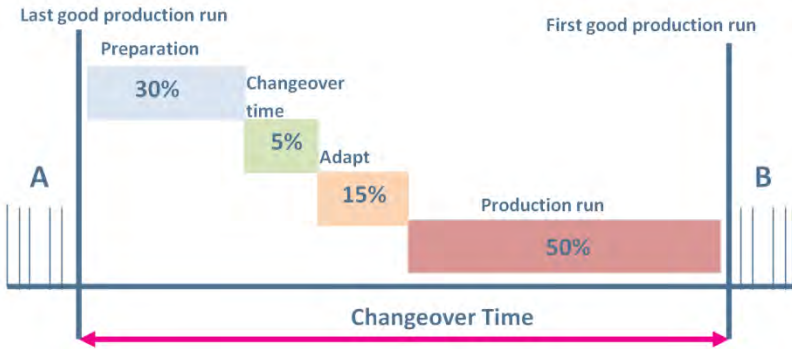 Last good production run
First good production run
Preparation
30%
Changeover
time
5%
Adapt
15%
A
B
Production run
50%
Changeover Time